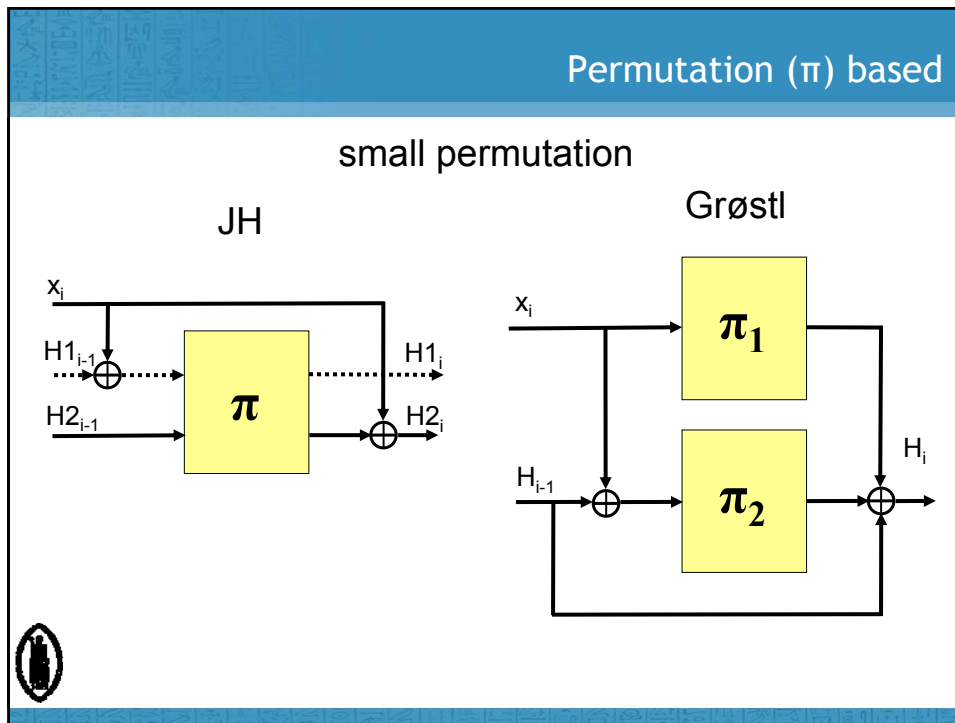 Permutation (π) based
small permutation
JH
xᵢ
H1ᵢ₋₁
H1ᵢ
π
H2ᵢ₋₁
H2ᵢ
Grøstl
xᵢ
π₁
Hᵢ₋₁
π₂
Hᵢ